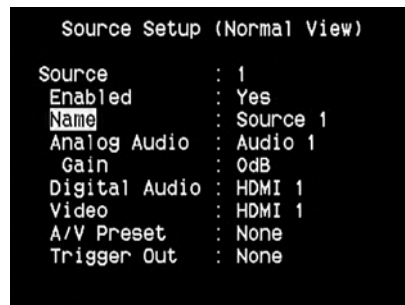 Source Setup (Normal View)
Source : 1
Enabled : Yes
Name : Source 1
Analog Audio : Audio 1
Gain : 0dB
Digital Audio : HDMI 1
Video : HDMI 1
A/V Preset : None
Trigger Out : None